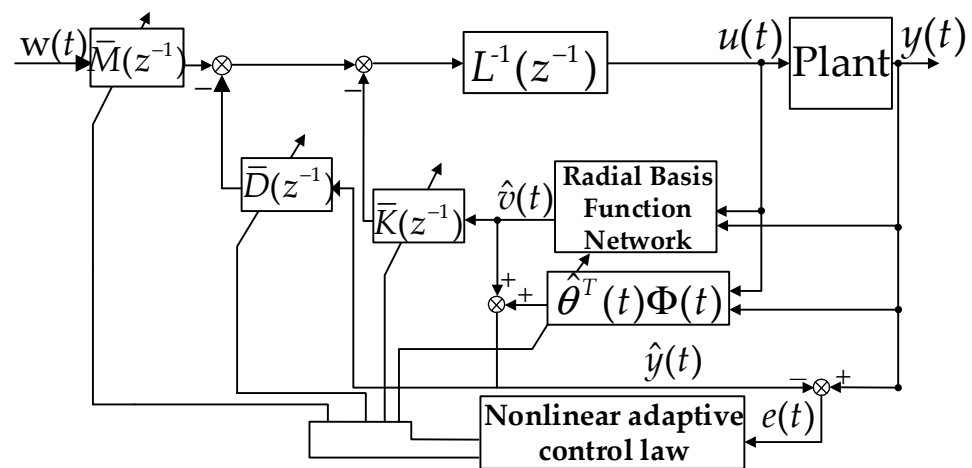 w(t)
M̅(z⁻¹)
L⁻¹(z⁻¹)
u(t)
Plant
y(t)
−
−
D̅(z⁻¹)
K̅(z⁻¹)
v̂(t)
Radial Basis
Function
Network
+
+
θ̂ᵀ(t)Φ(t)
ŷ(t)
−
+
e(t)
Nonlinear adaptive
control law